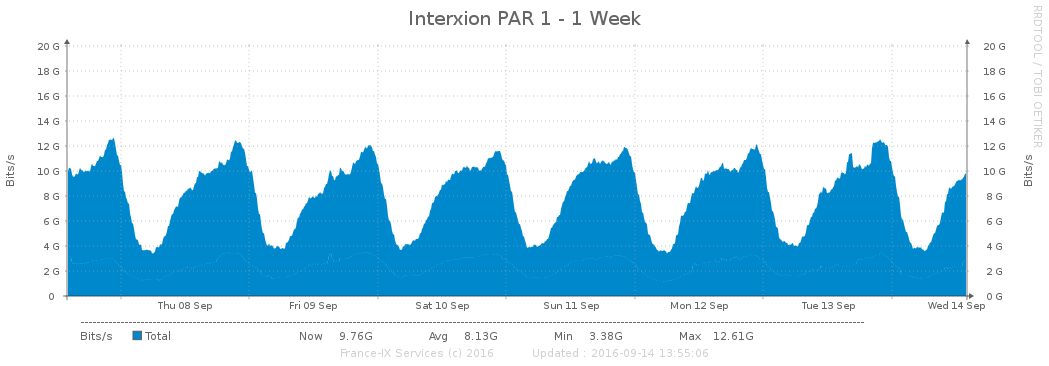 Interxion PAR 1 - 1 Week
RRDTOOL / TOBI OETIKER
Bits/s
20 G 20 G
18 G 18 G
16 G 16 G
14 G 14 G
12 G 12 G
10 G 10 G
8 G 8 G
6 G 6 G
4 G 4 G
2 G 2 G
0 0 G
Bits/s
Thu 08 Sep Fri 09 Sep Sat 10 Sep Sun 11 Sep Mon 12 Sep Tue 13 Sep Wed 14 Sep
Bits/s Total Now 9.76G Avg 8.13G Min 3.38G Max 12.61G
France-IX Services (c) 2016 Updated : 2016-09-14 13:55:06